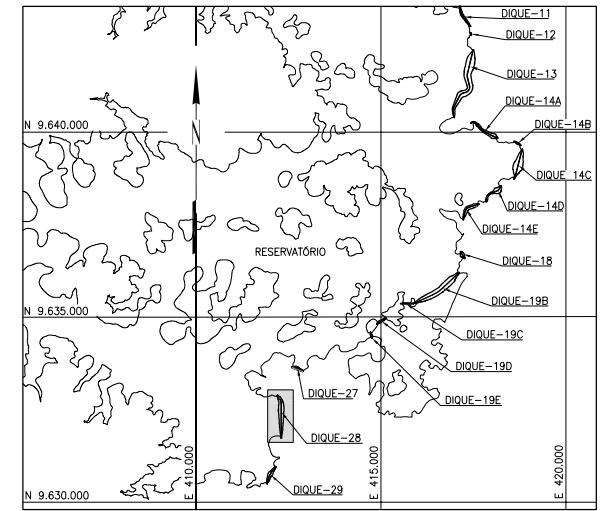 DIQUE-11
DIQUE-12
DIQUE-13
DIQUE-14A
N 9.640.000
DIQUE-14B
N
DIQUE 14C
DIQUE-14D
DIQUE-14E
RESERVATÓRIO
DIQUE-18
DIQUE-19B
N 9.635.000
DIQUE-19C
DIQUE-19D
DIQUE-27
DIQUE-19E
DIQUE-28
E 410.000
E 415.000
E 420.000
DIQUE-29
N 9.630.000